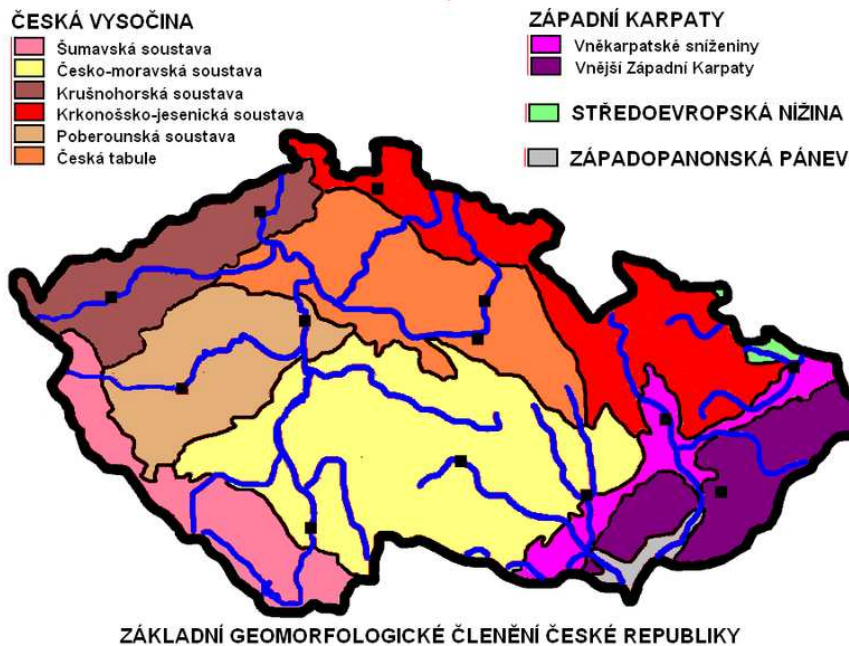 ČESKÁ VYSOČINA
Šumavská soustava
Česko-moravská soustava
Krušnohorská soustava
Krkonošsko-jesenická soustava
Poberounská soustava
Česká tabule
ZÁPADNÍ KARPATY
Vněkarpatské sníženiny
Vnější Západní Karpaty
STŘEDOEVROPSKÁ NÍŽINA
ZÁPADOPANONSKÁ PÁNEV
ZÁKLADNÍ GEOMORFOLOGICKÉ ČLENĚNÍ ČESKÉ REPUBLIKY